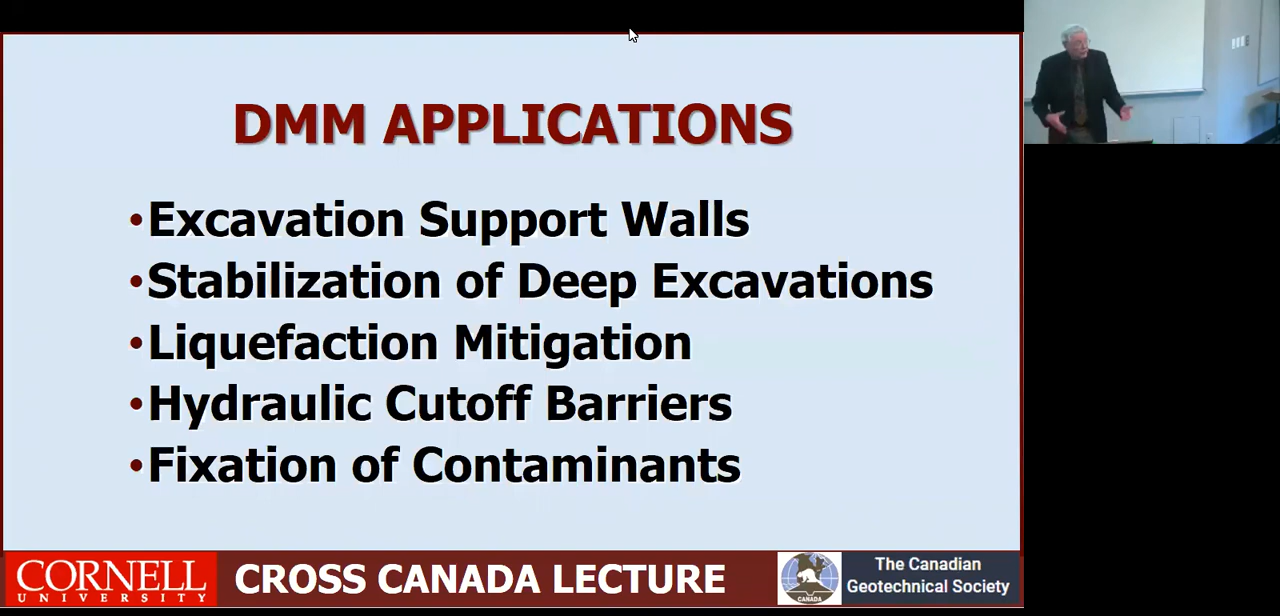 DMM APPLICATIONS
•Excavation Support Walls
•Stabilization of Deep Excavations
•Liquefaction Mitigation
•Hydraulic Cutoff Barriers
•Fixation of Contaminants
CORNELL
UNIVERSITY
CROSS CANADA LECTURE
CANADA
The Canadian
Geotechnical Society